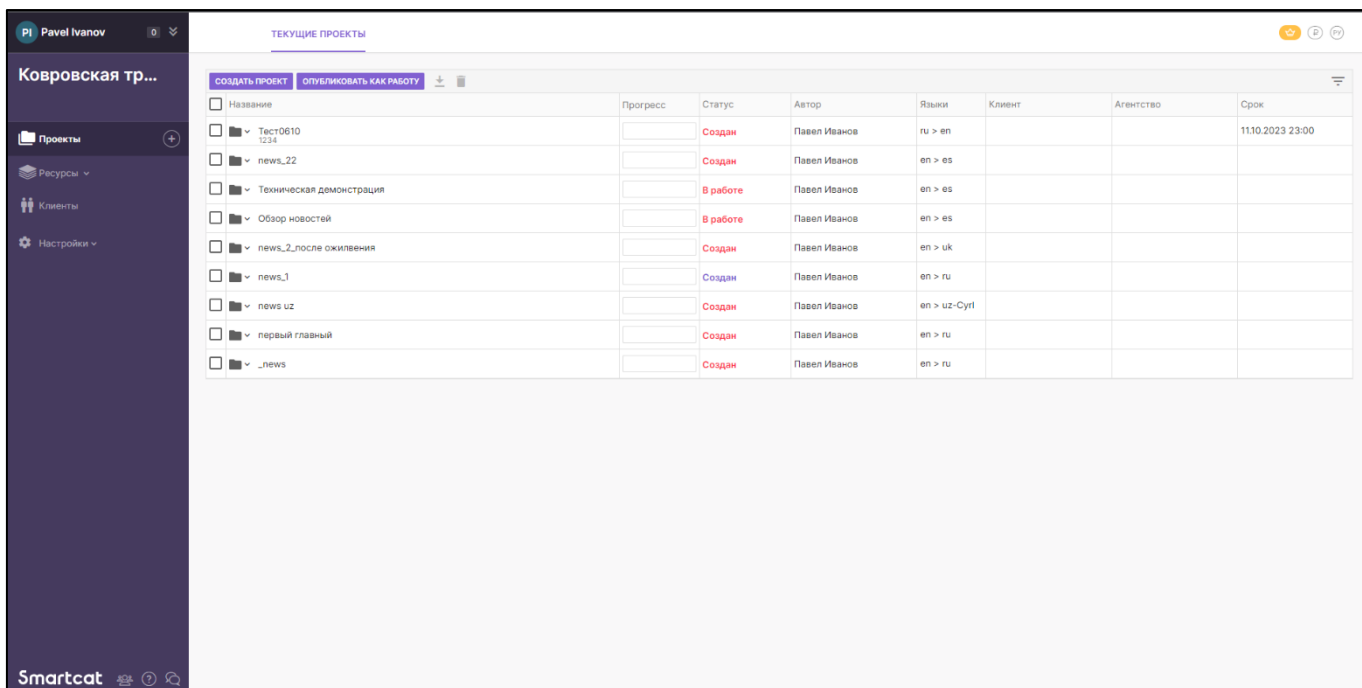 PI Pavel Ivanov 0
ТЕКУЩИЕ ПРОЕКТЫ
РУ
Ковровская тр...
СОЗДАТЬ ПРОЕКТ ОПУБЛИКОВАТЬ КАК РАБОТУ
Название Прогресс Статус Автор Языки Клиент Агентство Срок
Проекты
Ресурсы
Клиенты
Настройки
Тест0610 Создан Павел Иванов ru > en 11.10.2023 23:00
1234
news_22 Создан Павел Иванов en > es
Техническая демонстрация В работе Павел Иванов en > es
Обзор новостей В работе Павел Иванов en > es
news_2_после ожилвения Создан Павел Иванов en > uk
news_1 Создан Павел Иванов en > ru
news uz Создан Павел Иванов en > uz-Cyrl
первый главный Создан Павел Иванов en > ru
_news Создан Павел Иванов en > ru
Smartcat